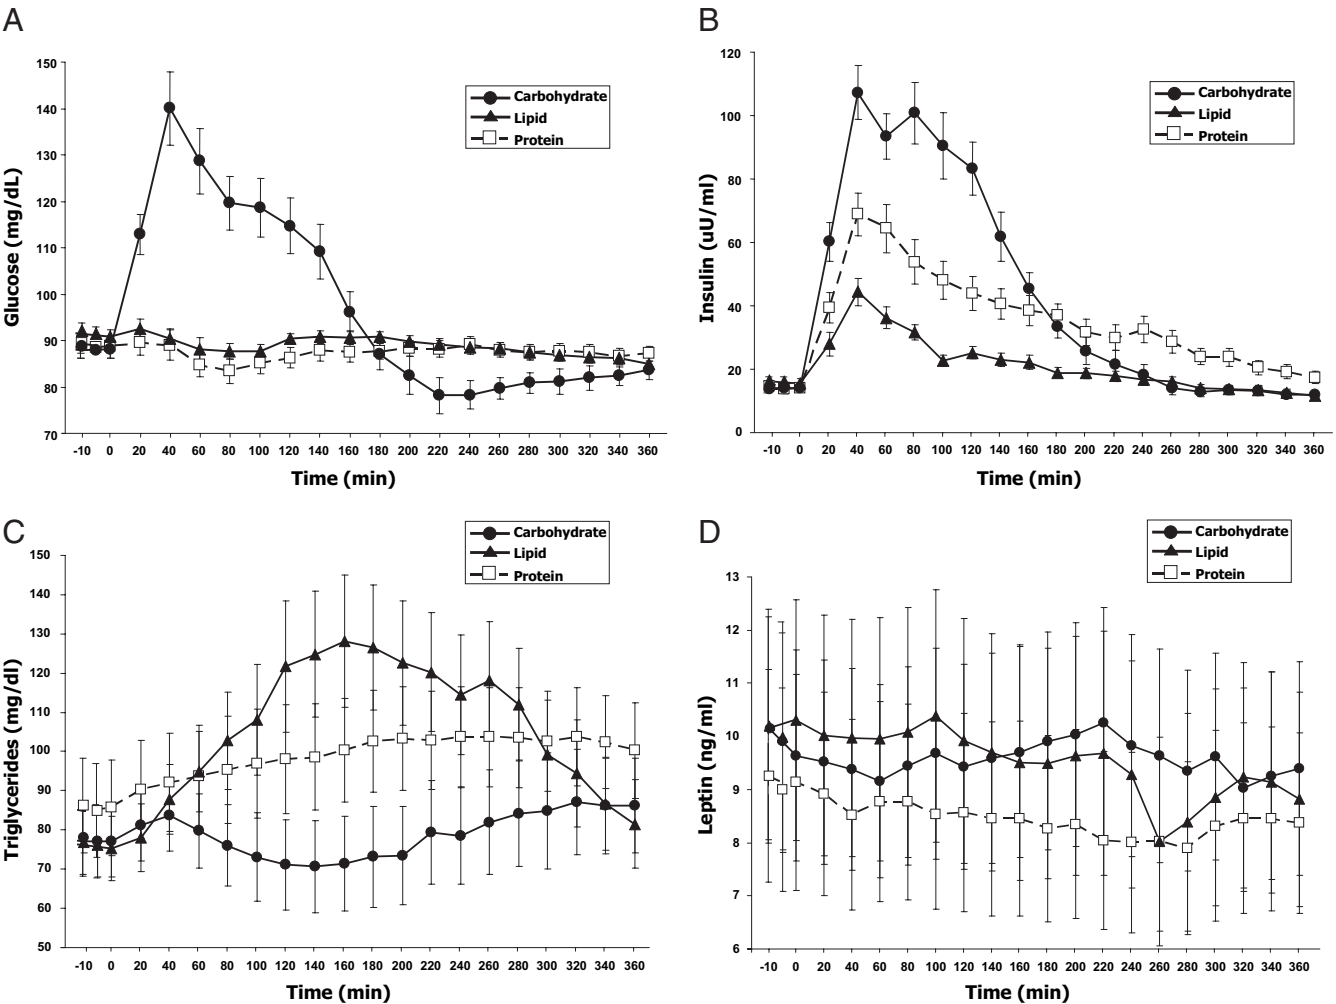 A
150
140
130
120
110
100
90
80
70
Glucose (mg/dL)
Carbohydrate
Lipid
Protein
-10 0 20 40 60 80 100 120 140 160 180 200 220 240 260 280 300 320 340 360
Time (min)
B
120
100
80
60
40
20
0
Insulin (uU/ml)
Carbohydrate
Lipid
Protein
-10 0 20 40 60 80 100 120 140 160 180 200 220 240 260 280 300 320 340 360
Time (min)
C
150
140
130
120
110
100
90
80
70
60
50
Triglycerides (mg/dl)
Carbohydrate
Lipid
Protein
-10 0 20 40 60 80 100 120 140 160 180 200 220 240 260 280 300 320 340 360
Time (min)
D
13
12
11
10
9
8
7
6
Leptin (ng/ml)
Carbohydrate
Lipid
Protein
-10 0 20 40 60 80 100 120 140 160 180 200 220 240 260 280 300 320 340 360
Time (min)